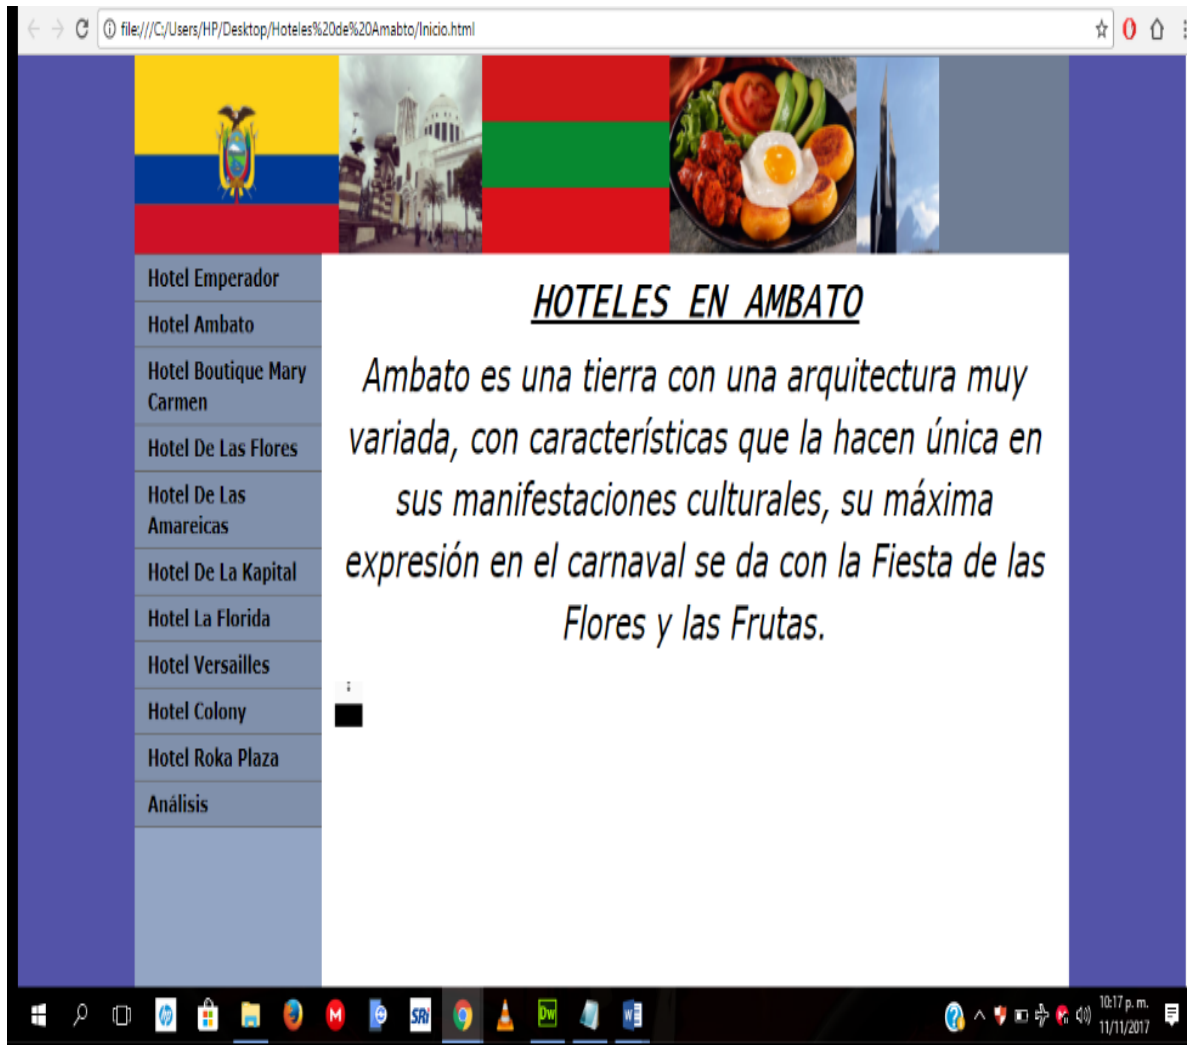 file:///C:/Users/HP/Desktop/Hoteles%20de%20Amabto/Inicio.html
Hotel Emperador
Hotel Ambato
Hotel Boutique Mary
Carmen
Hotel De Las Flores
Hotel De Las
Amareicas
Hotel De La Kapital
Hotel La Florida
Hotel Versailles
Hotel Colony
Hotel Roka Plaza
Análisis
HOTELES EN AMBATO
Ambato es una tierra con una arquitectura muy
variada, con características que la hacen única en
sus manifestaciones culturales, su máxima
expresión en el carnaval se da con la Fiesta de las
Flores y las Frutas.
hp
M
SRi
Dw
W
10:17 p. m.
11/11/2017